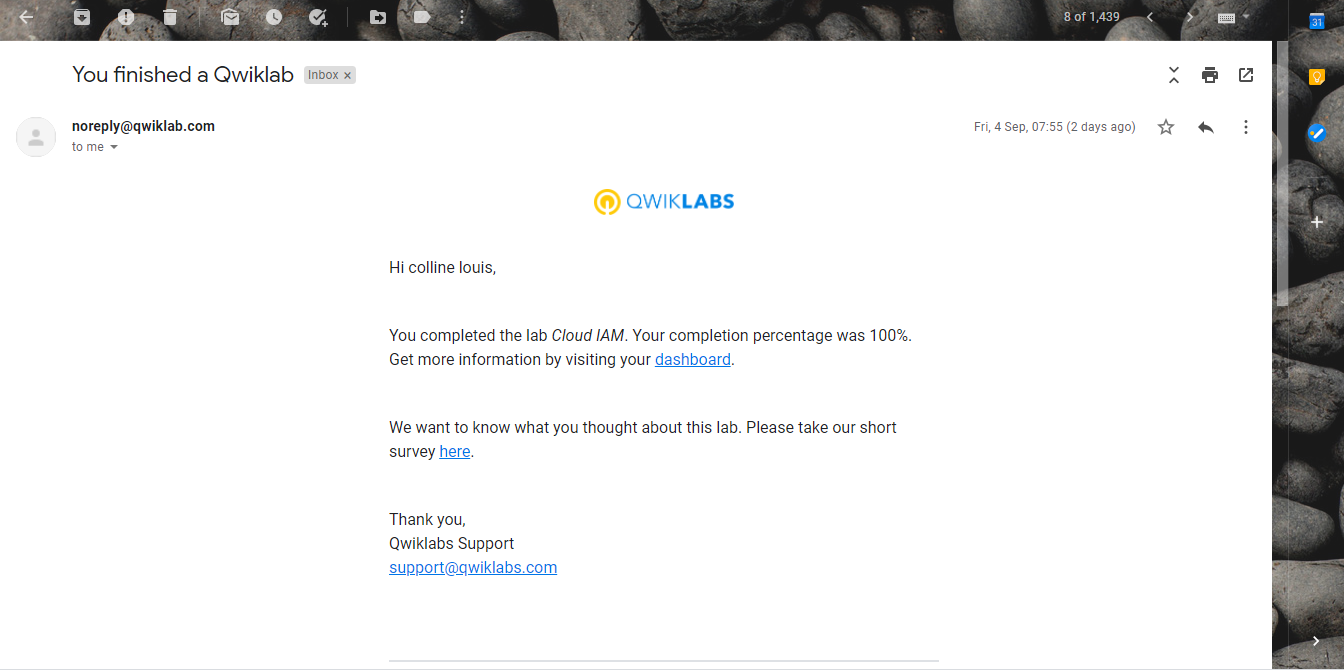 8 of 1,439
31
You finished a Qwiklab Inbox ×
noreply@qwiklab.com
Fri, 4 Sep, 07:55 (2 days ago)
to me
QWIKLABS
Hi colline louis,
You completed the lab Cloud IAM. Your completion percentage was 100%.
Get more information by visiting your dashboard.
We want to know what you thought about this lab. Please take our short
survey here.
Thank you,
Qwiklabs Support
support@qwiklabs.com